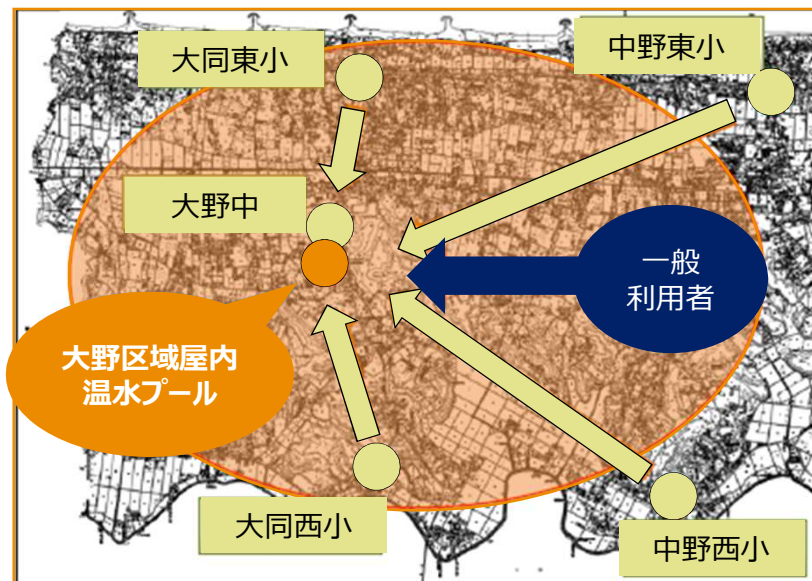 大同東小
中野東小
大野中
一般
利用者
大野区域屋内
温水プール
大同西小
中野西小